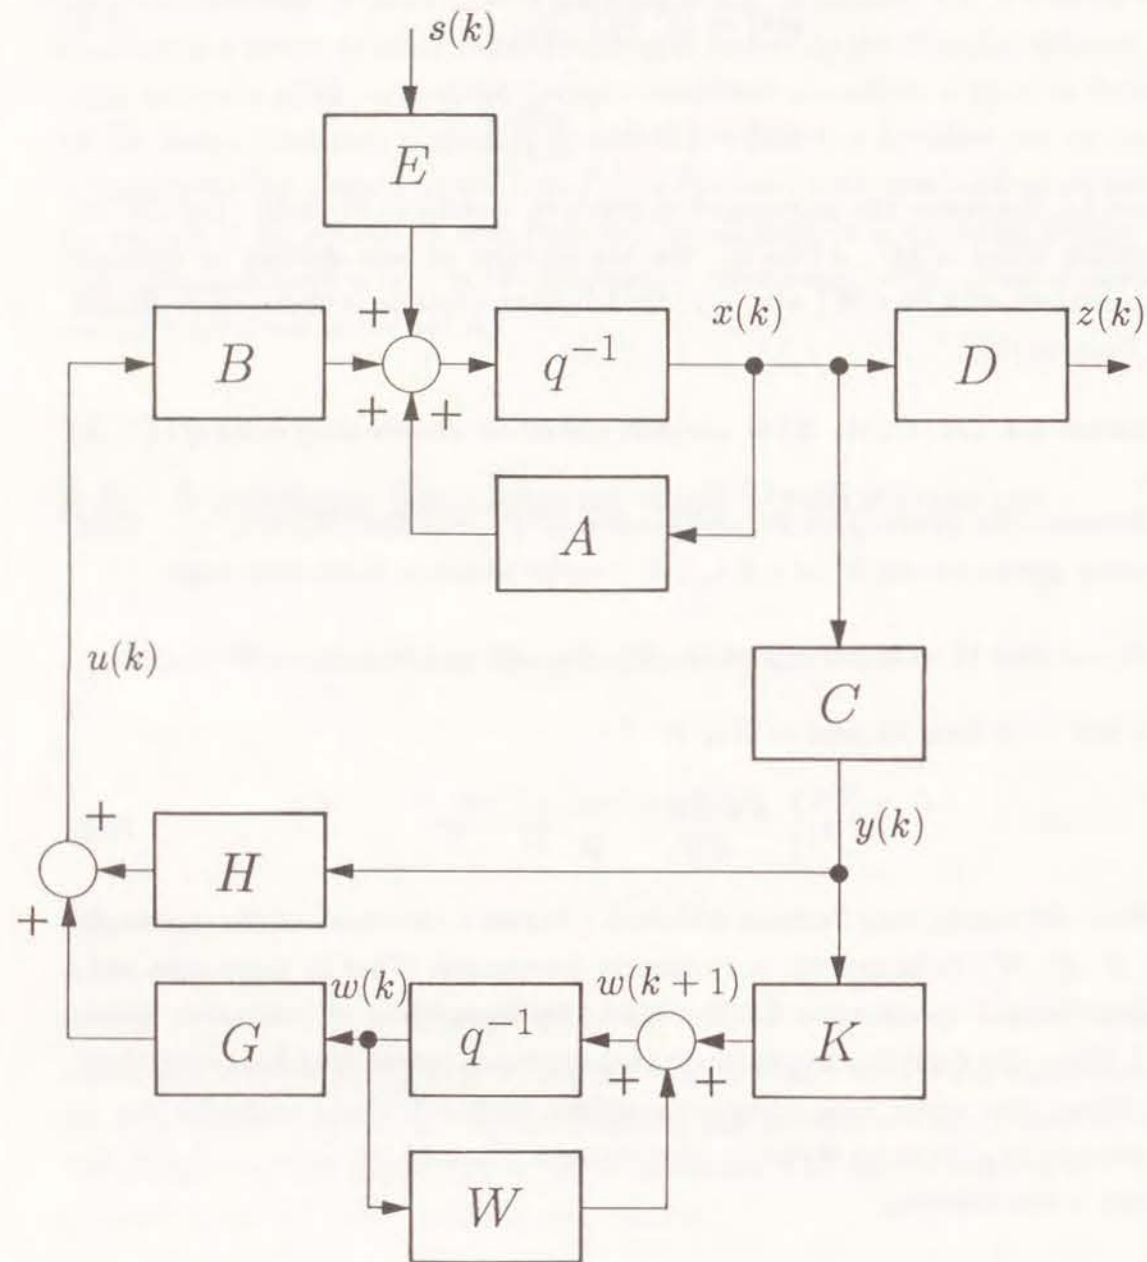 s(k)
E
+
x(k)
z(k)
B
q⁻¹
D
+ +
A
u(k)
C
y(k)
+
H
+
w(k)
w(k + 1)
G
q⁻¹
K
+ +
W